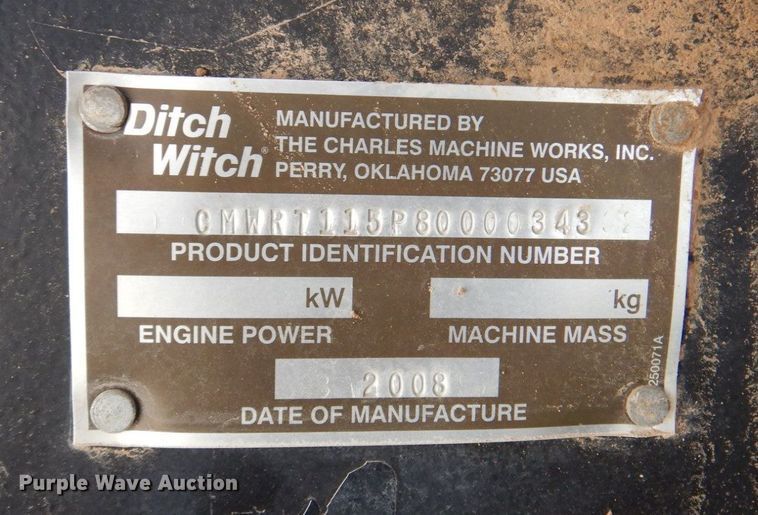 Ditch Witch®
MANUFACTURED BY
THE CHARLES MACHINE WORKS, INC.
PERRY, OKLAHOMA 73077 USA
CMWRT115P80000343
PRODUCT IDENTIFICATION NUMBER
kW
ENGINE POWER
kg
MACHINE MASS
2008
DATE OF MANUFACTURE
250071A
Purple Wave Auction